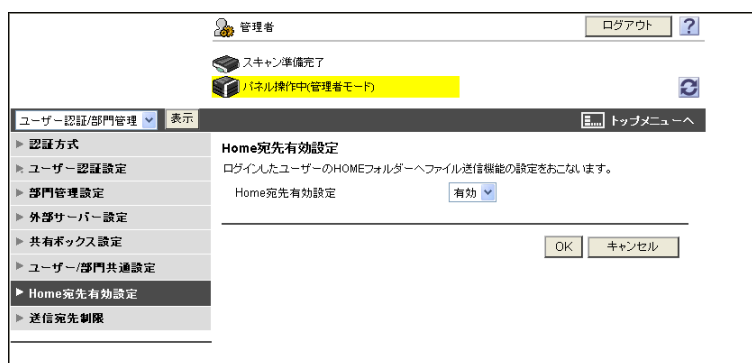 管理者
ログアウト
?
スキャン準備完了
パネル操作中(管理者モード)
ユーザー認証/部門管理
表示
トップメニューへ
認証方式
ユーザー認証設定
部門管理設定
外部サーバー設定
共有ボックス設定
ユーザー/部門共通設定
Home宛先有効設定
送信宛先制限
Home宛先有効設定
ログインしたユーザーのHOMEフォルダーへファイル送信機能の設定をおこないます。
Home宛先有効設定 有効
OK キャンセル